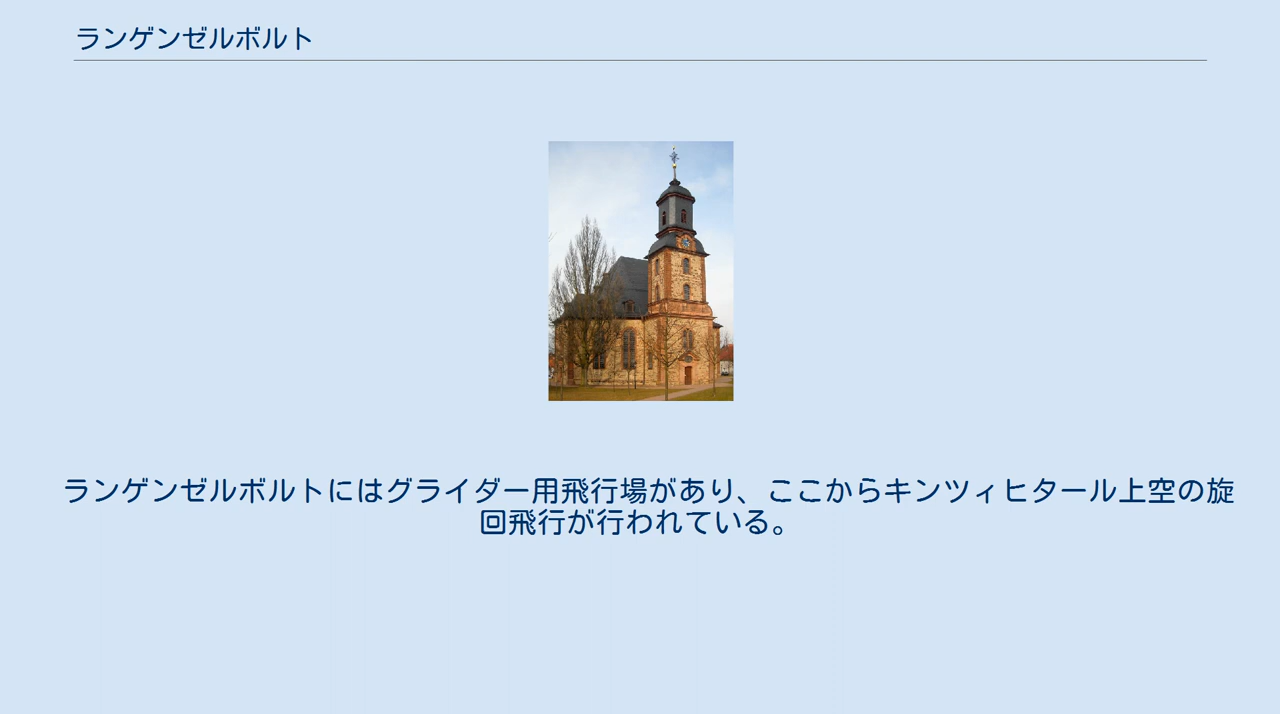 ランゲンゼルボルト
ランゲンゼルボルトにはグライダー用飛行場があり、ここからキンツィヒタール上空の旋
回飛行が行われている。